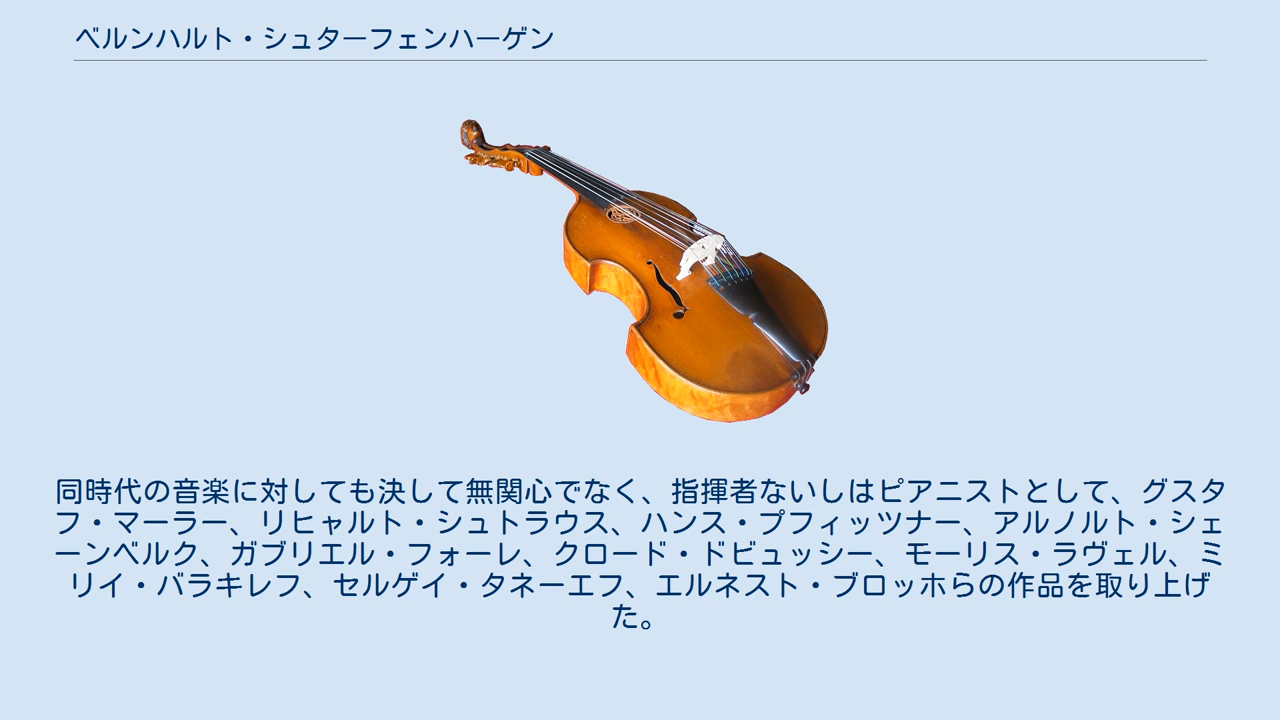 ベルンハルト・シュターフェンハーゲン
同時代の音楽に対しても決して無関心でなく、指揮者ないしはピアニストとして、グスタ
フ・マーラー、リヒャルト・シュトラウス、ハンス・プフィッツナー、アルノルト・シェ
ーンベルク、ガブリエル・フォーレ、クロード・ドビュッシー、モーリス・ラヴェル、ミ
リイ・バラキレフ、セルゲイ・タネーエフ、エルネスト・ブロッホらの作品を取り上げ
た。